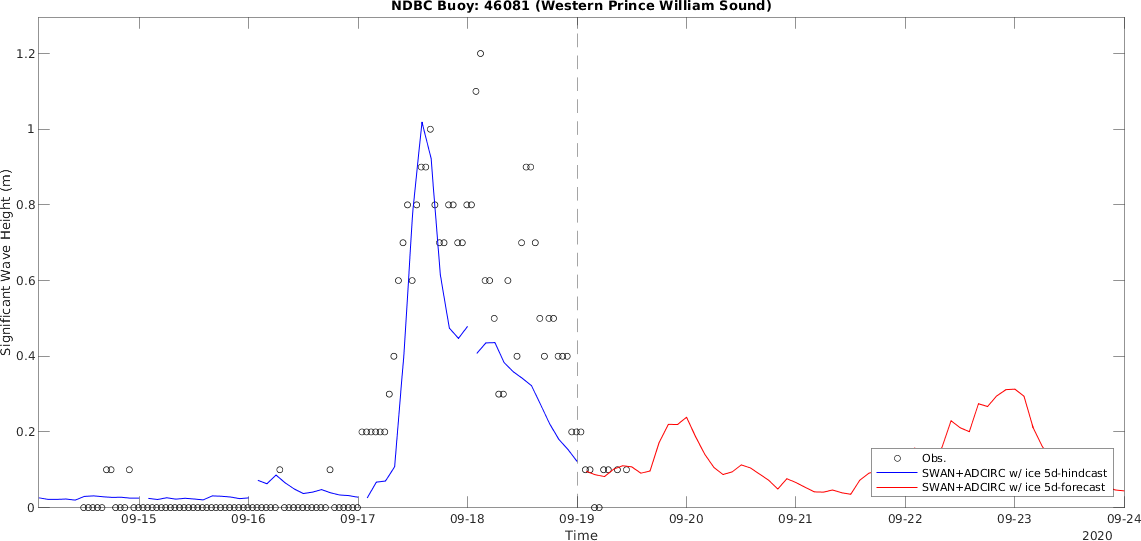 NDBC Buoy: 46081 (Western Prince William Sound)
Significant Wave Height (m)
1.2
1
0.8
0.6
0.4
0.2
0
Obs.
SWAN+ADCIRC w/ ice 5d-hindcast
SWAN+ADCIRC w/ ice 5d-forecast
09-15 09-16 09-17 09-18 09-19 09-20 09-21 09-22 09-23 09-24
Time
2020